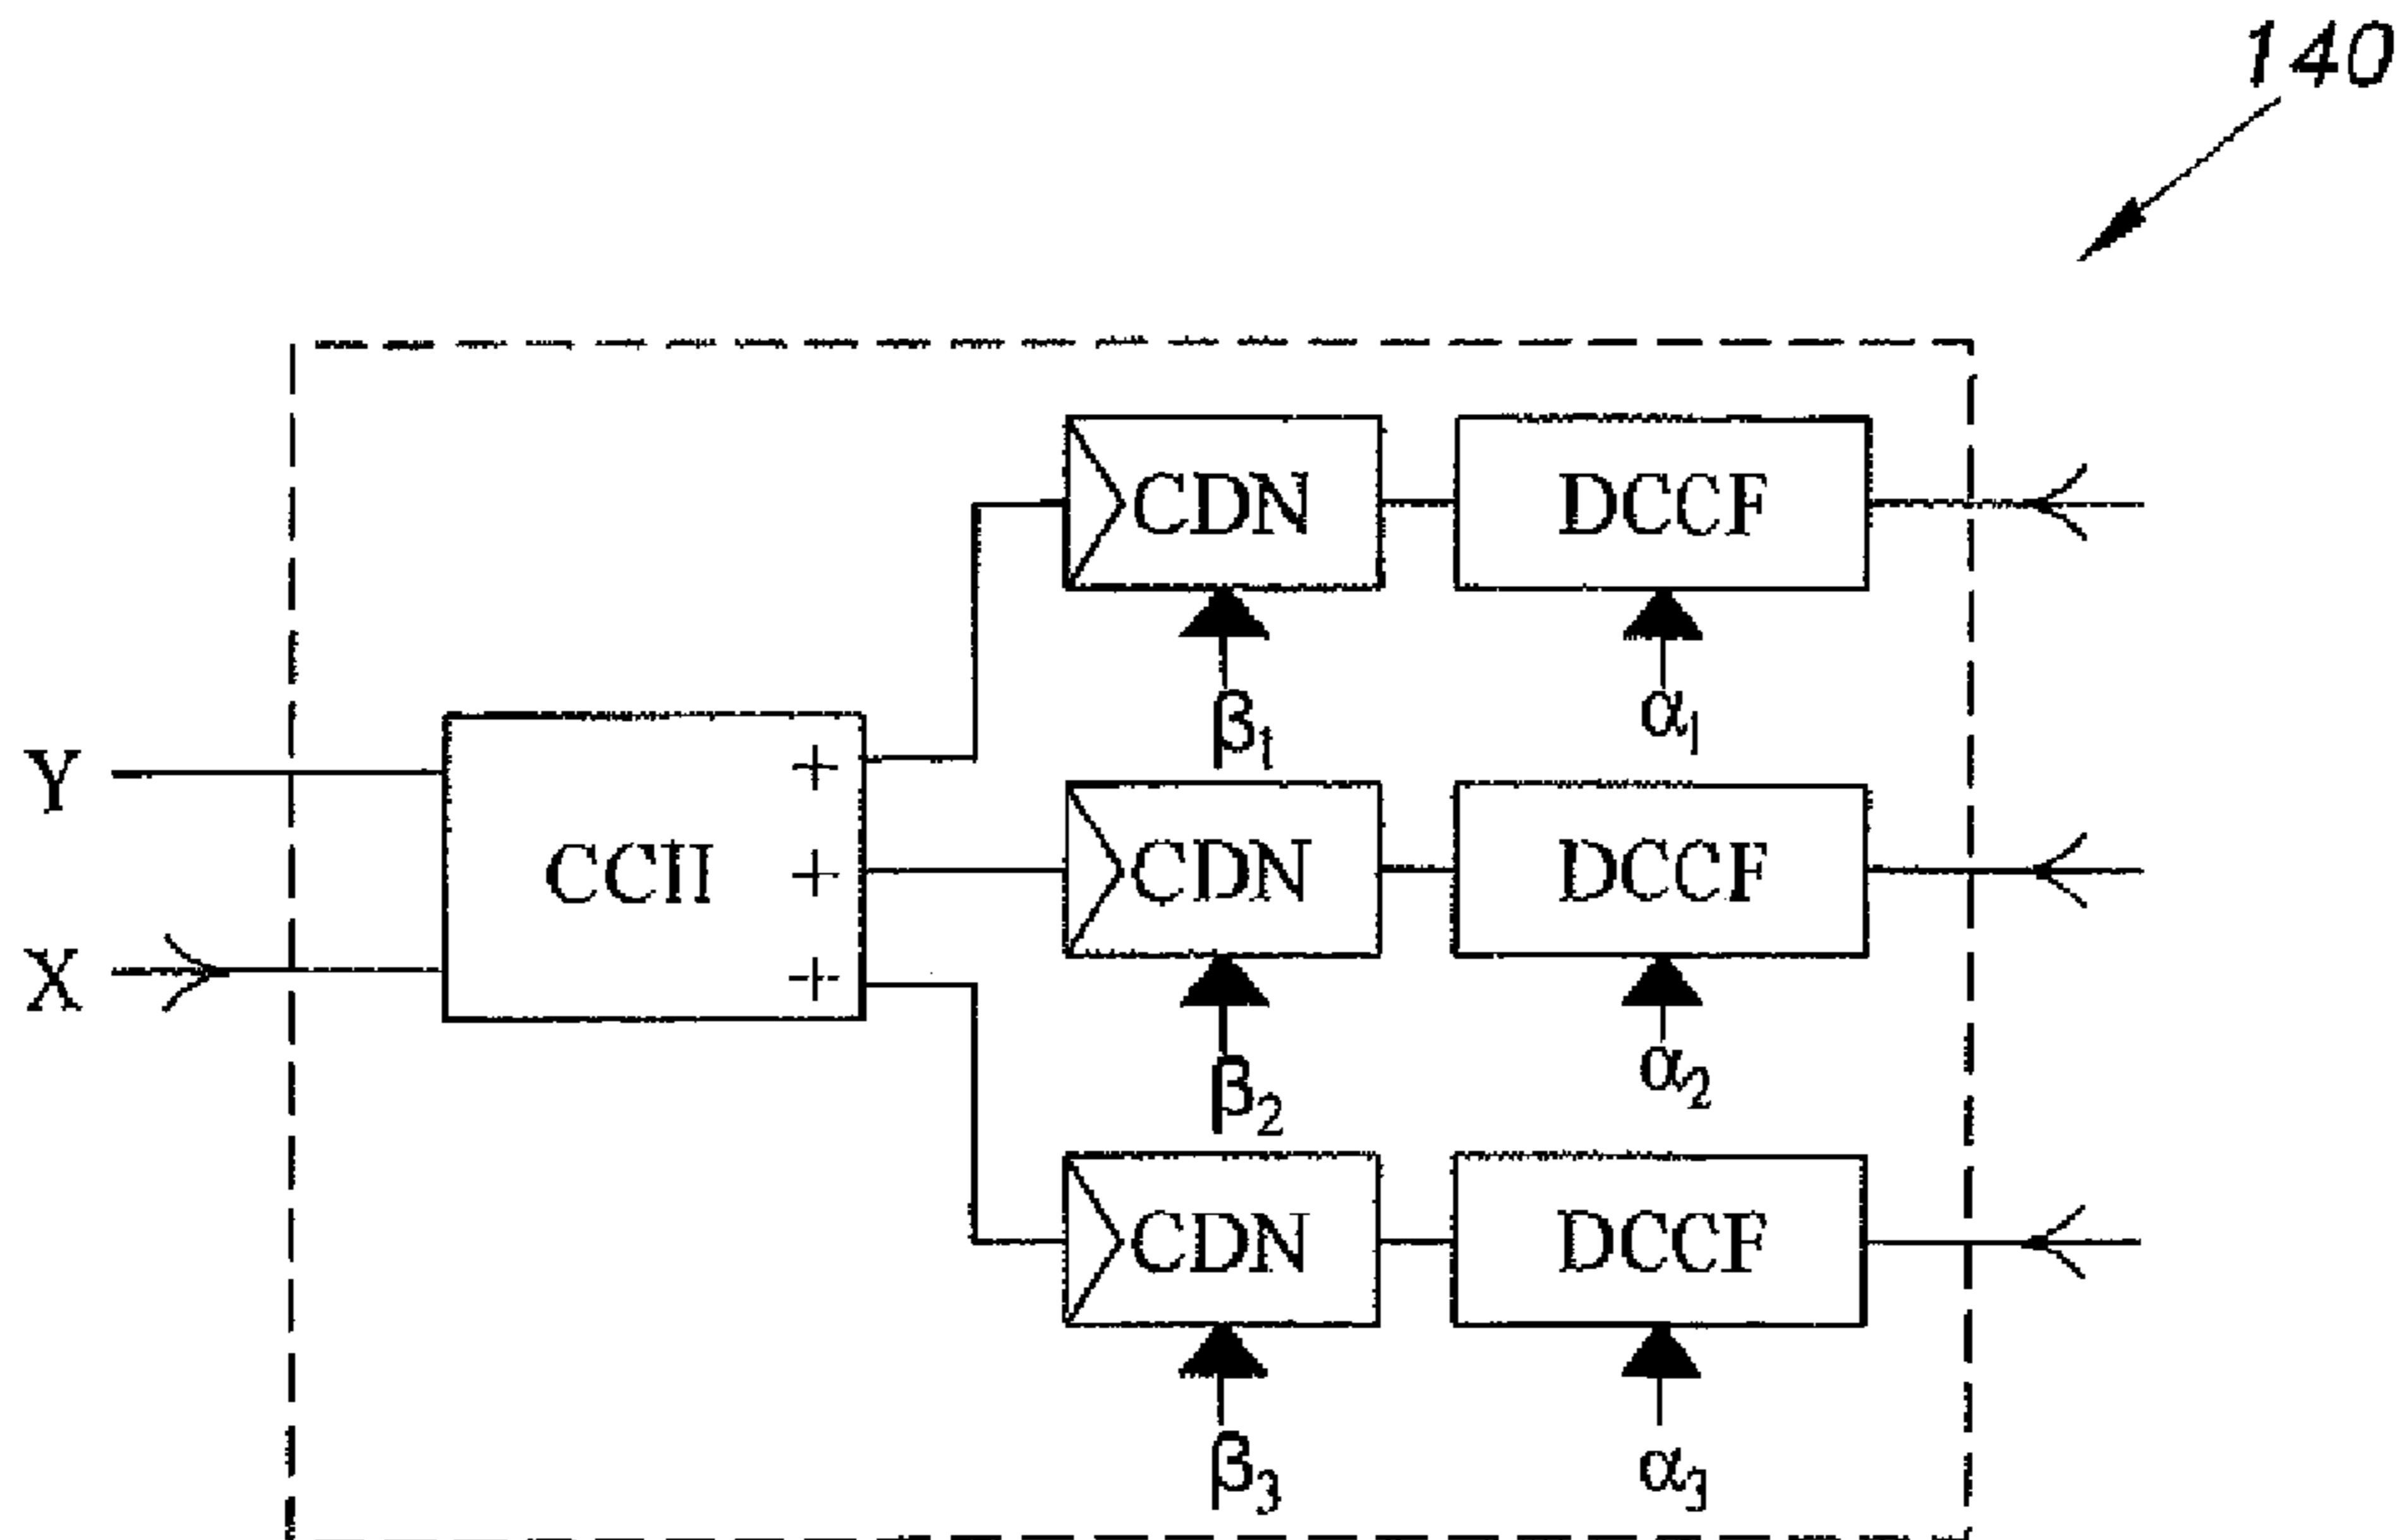 140
CDN DCCF
β1 α1
Y
CCII +
+
+
X
CDN DCCF
β2 α2
CDN DCCF
β3 α3